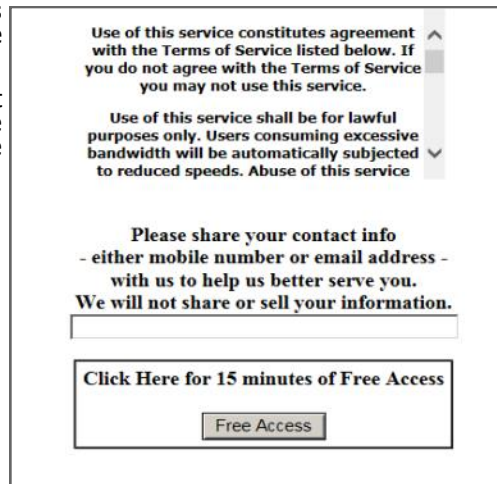 Use of this service constitutes agreement
with the Terms of Service listed below. If
you do not agree with the Terms of Service
you may not use this service.
Use of this service shall be for lawful
purposes only. Users consuming excessive
bandwidth will be automatically subjected
to reduced speeds. Abuse of this service
Please share your contact info
- either mobile number or email address -
with us to help us better serve you.
We will not share or sell your information.
Click Here for 15 minutes of Free Access
Free Access